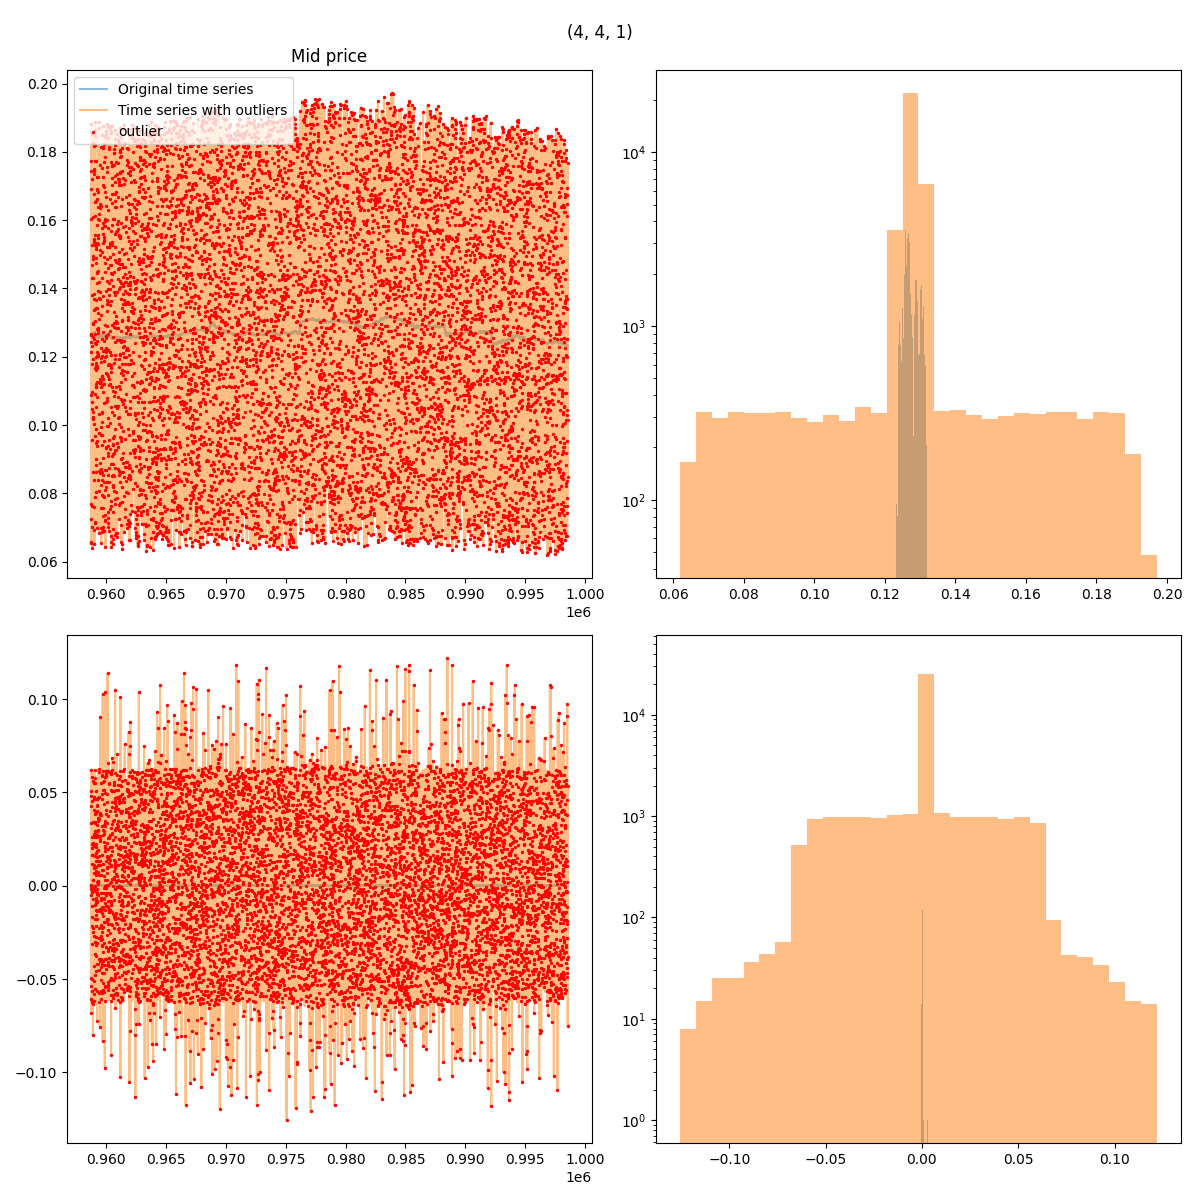 (4, 4, 1)
Mid price
Original time series
Time series with outliers
outlier
0.20
0.18
0.16
0.14
0.12
0.10
0.08
0.06
0.960 0.965 0.970 0.975 0.980 0.985 0.990 0.995 1.000
1e6
10⁴
10³
10²
0.06 0.08 0.10 0.12 0.14 0.16 0.18 0.20
0.10
0.05
0.00
−0.05
−0.10
0.960 0.965 0.970 0.975 0.980 0.985 0.990 0.995 1.000
1e6
10⁴
10³
10²
10¹
10⁰
−0.10 −0.05 0.00 0.05 0.10